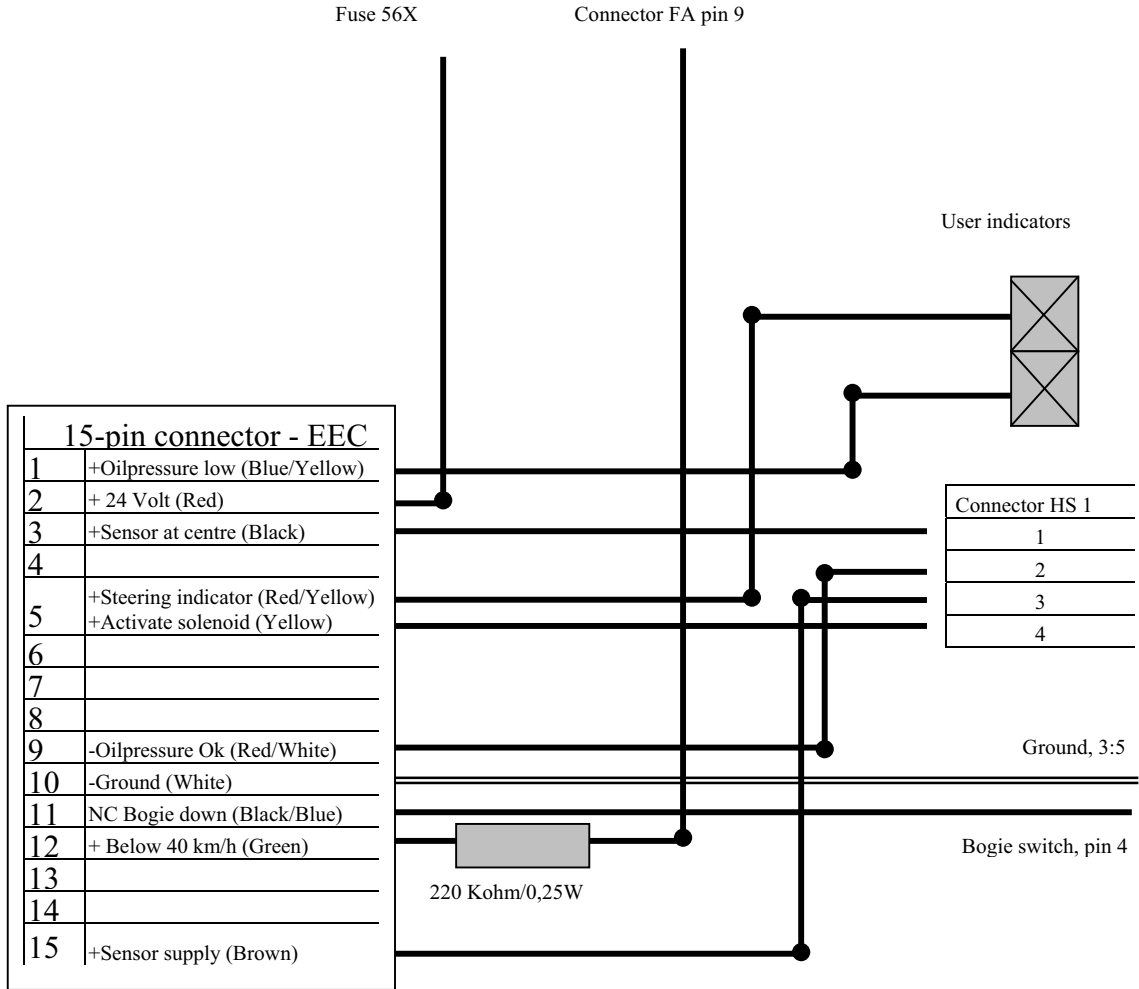 Fuse 56X
Connector FA pin 9
User indicators
15-pin connector - EEC
1 +Oilpressure low (Blue/Yellow)
2 + 24 Volt (Red)
3 +Sensor at centre (Black)
4
5 +Steering indicator (Red/Yellow)
+Activate solenoid (Yellow)
6
7
8
9 -Oilpressure Ok (Red/White)
10 -Ground (White)
11 NC Bogie down (Black/Blue)
12 + Below 40 km/h (Green)
13
14
15 +Sensor supply (Brown)
Connector HS 1
1
2
3
4
Ground, 3:5
Bogie switch, pin 4
220 Kohm/0,25W